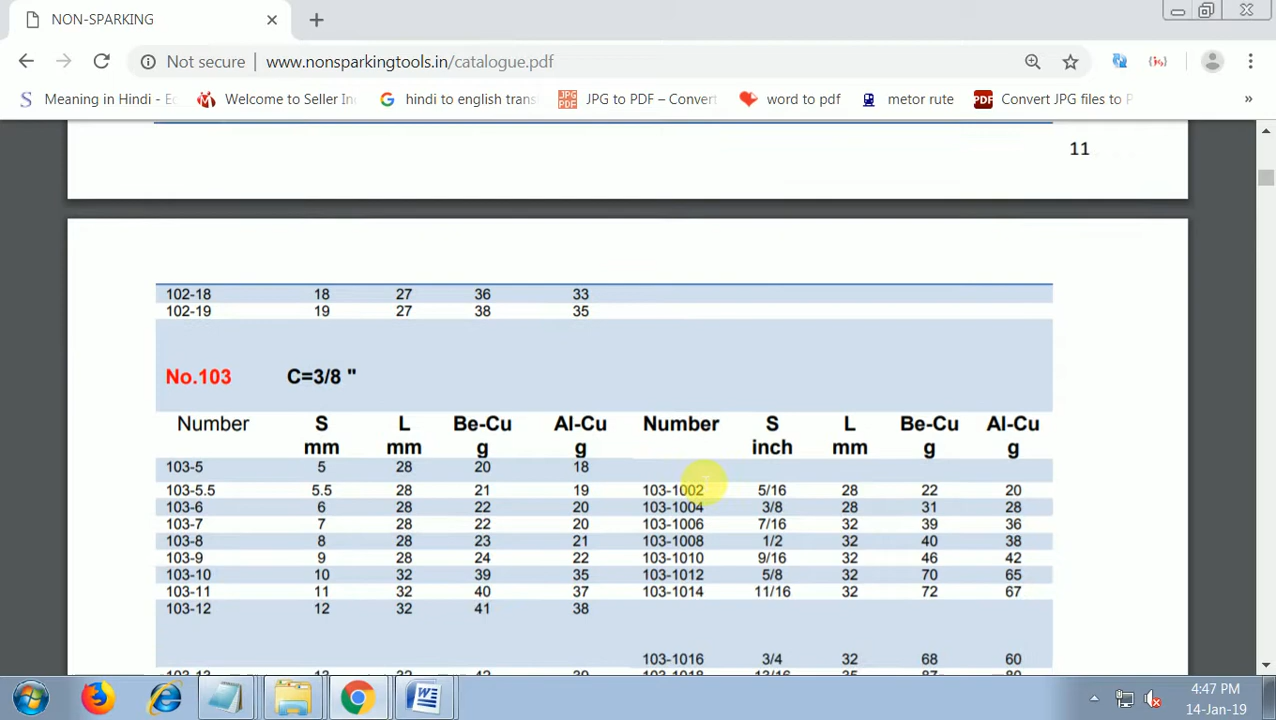 NON-SPARKING
Not secure | www.nonsparkingtools.in/catalogue.pdf
Meaning in Hindi - Ec Welcome to Seller In hindi to english trans JPG to PDF – Convert word to pdf metor rute Convert JPG files to P »
11
102-18 18 27 36 33
102-19 19 27 38 35
No.103 C=3/8 "
Number S L Be-Cu Al-Cu Number S L Be-Cu Al-Cu
mm mm g g inch mm g g
103-5 5 28 20 18
103-5.5 5.5 28 21 19 103-1002 5/16 28 22 20
103-6 6 28 22 20 103-1004 3/8 28 31 28
103-7 7 28 22 20 103-1006 7/16 32 39 36
103-8 8 28 23 21 103-1008 1/2 32 40 38
103-9 9 28 24 22 103-1010 9/16 32 46 42
103-10 10 32 39 35 103-1012 5/8 32 70 65
103-11 11 32 40 37 103-1014 11/16 32 72 67
103-12 12 32 41 38
103-1016 3/4 32 68 60
4:47 PM
14-Jan-19